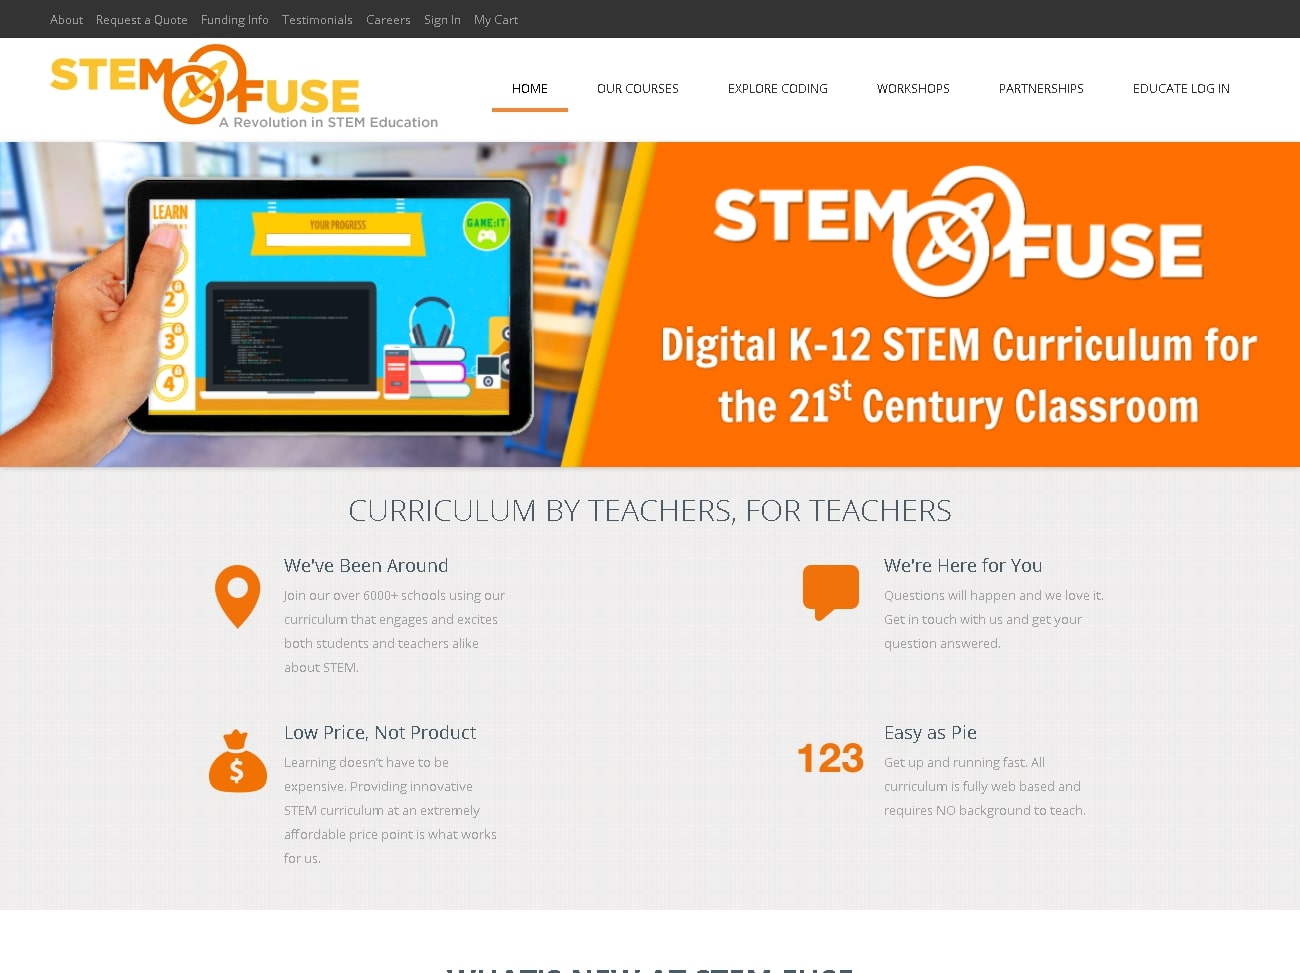 About Request a Quote Funding Info Testimonials Careers Sign In My Cart
STEM FUSE
A Revolution in STEM Education
HOME OUR COURSES EXPLORE CODING WORKSHOPS PARTNERSHIPS EDUCATE LOG IN
LEARN
YOUR PROGRESS
GAME:IT
2
3
4
STEM FUSE
Digital K-12 STEM Curriculum for
the 21st Century Classroom
CURRICULUM BY TEACHERS, FOR TEACHERS
We've Been Around
Join our over 6000+ schools using our
curriculum that engages and excites
both students and teachers alike
about STEM.
We're Here for You
Questions will happen and we love it.
Get in touch with us and get your
question answered.
$
Low Price, Not Product
Learning doesn't have to be
expensive. Providing innovative
STEM curriculum at an extremely
affordable price point is what works
for us.
123
Easy as Pie
Get up and running fast. All
curriculum is fully web based and
requires NO background to teach.
WHAT'S NEW AT STEM FUSE